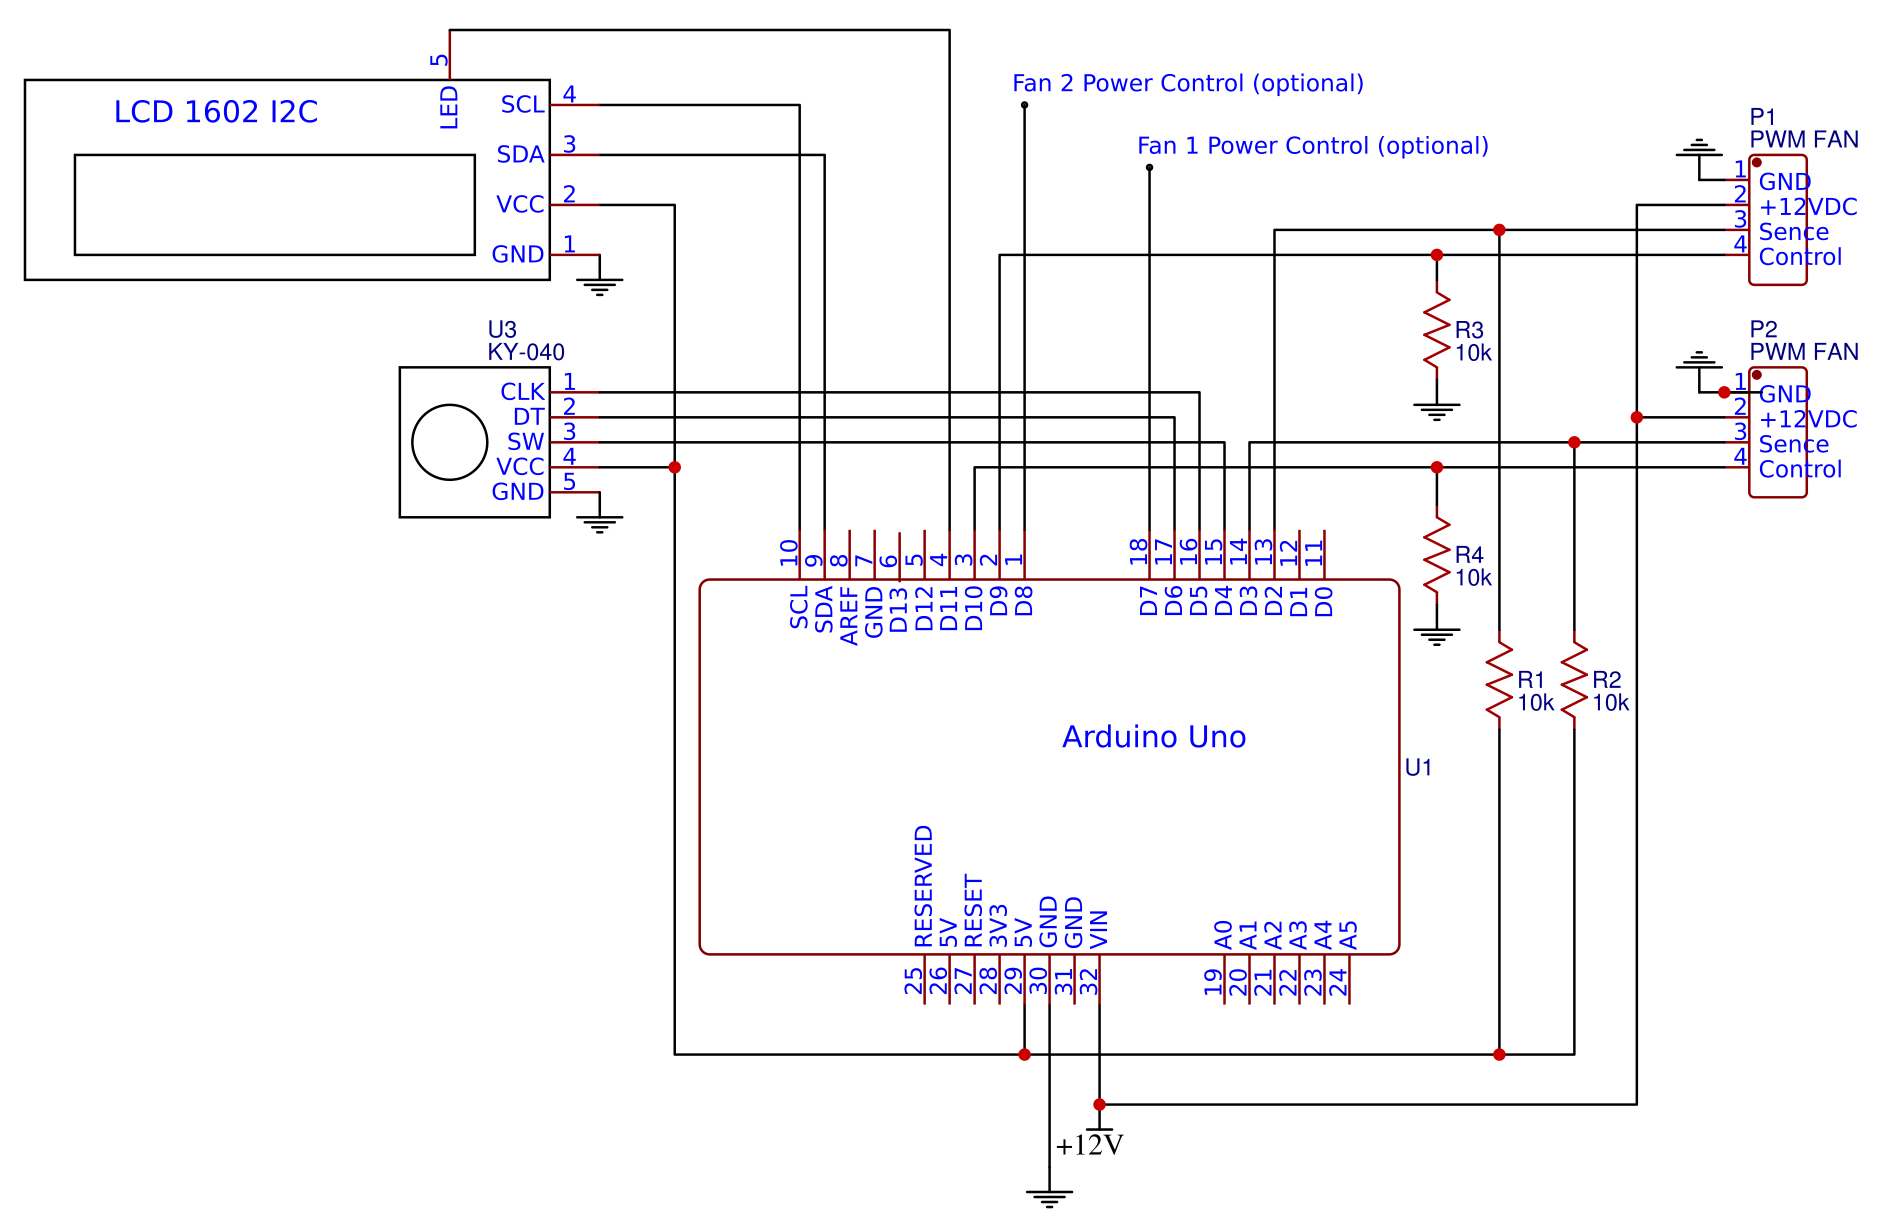 5
LED
LCD 1602 I2C
SCL 4
SDA 3
VCC 2
GND 1
Fan 2 Power Control (optional)
Fan 1 Power Control (optional)
P1
PWM FAN
1 GND
2 +12VDC
3 Sence
4 Control
R3
10k
U3
KY-040
CLK 1
DT 2
SW 3
VCC 4
GND 5
P2
PWM FAN
1 GND
2 +12VDC
3 Sence
4 Control
R4
10k
R1
10k
R2
10k
10 9 8 7 6 5 4 3 2 1 18 17 16 15 14 13 12 11
SCL SDA AREF GND D13 D12 D11 D10 D9 D8 D7 D6 D5 D4 D3 D2 D1 D0
Arduino Uno
U1
RESERVED 5V RESET 3V3 5V GND GND VIN A0 A1 A2 A3 A4 A5
25 26 27 28 29 30 31 32 19 20 21 22 23 24
+12V